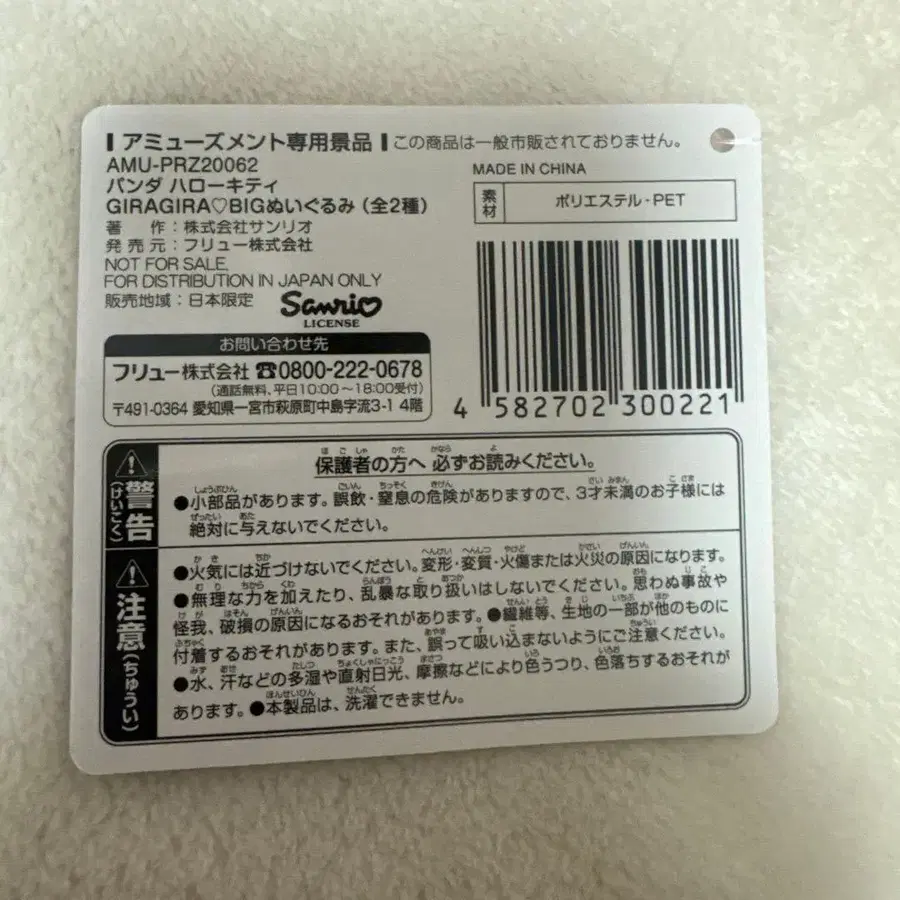 アミューズメント専用景品 この商品は一般市販されておりません。
AMU-PRZ20062
パンダ ハローキティ
GIRAGIRA♡BIGぬいぐるみ(全2種)
著 作:株式会社サンリオ
発 売 元:フリュー株式会社
NOT FOR SALE.
FOR DISTRIBUTION IN JAPAN ONLY
販売地域:日本限定
Sanrio
LICENSE
お問い合わせ先
フリュー株式会社 ☎0800-222-0678
(通話無料、平日10:00~18:00受付)
〒491-0364 愛知県一宮市萩原町中島字流3-1 4階
MADE IN CHINA
素材 ポリエステル・PET
4 582702 300221
⚠警告(けいこく)
保護者の方へ 必ずお読みください。
●小部品があります。誤飲・窒息の危険がありますので、3才未満のお子様には
絶対に与えないでください。
⚠注意(ちゅうい)
●火気には近づけないでください。変形・変質・火傷または火災の原因になります。
●無理な力を加えたり、乱暴な取り扱いはしないでください。思わぬ事故や
怪我、破損の原因になるおそれがあります。●繊維等、生地の一部が他のものに
付着するおそれがあります。また、誤って吸い込まないようにご注意ください。
●水、汗などの多湿や直射日光、摩擦などにより色うつり、色落ちするおそれが
あります。●本製品は、洗濯できません。